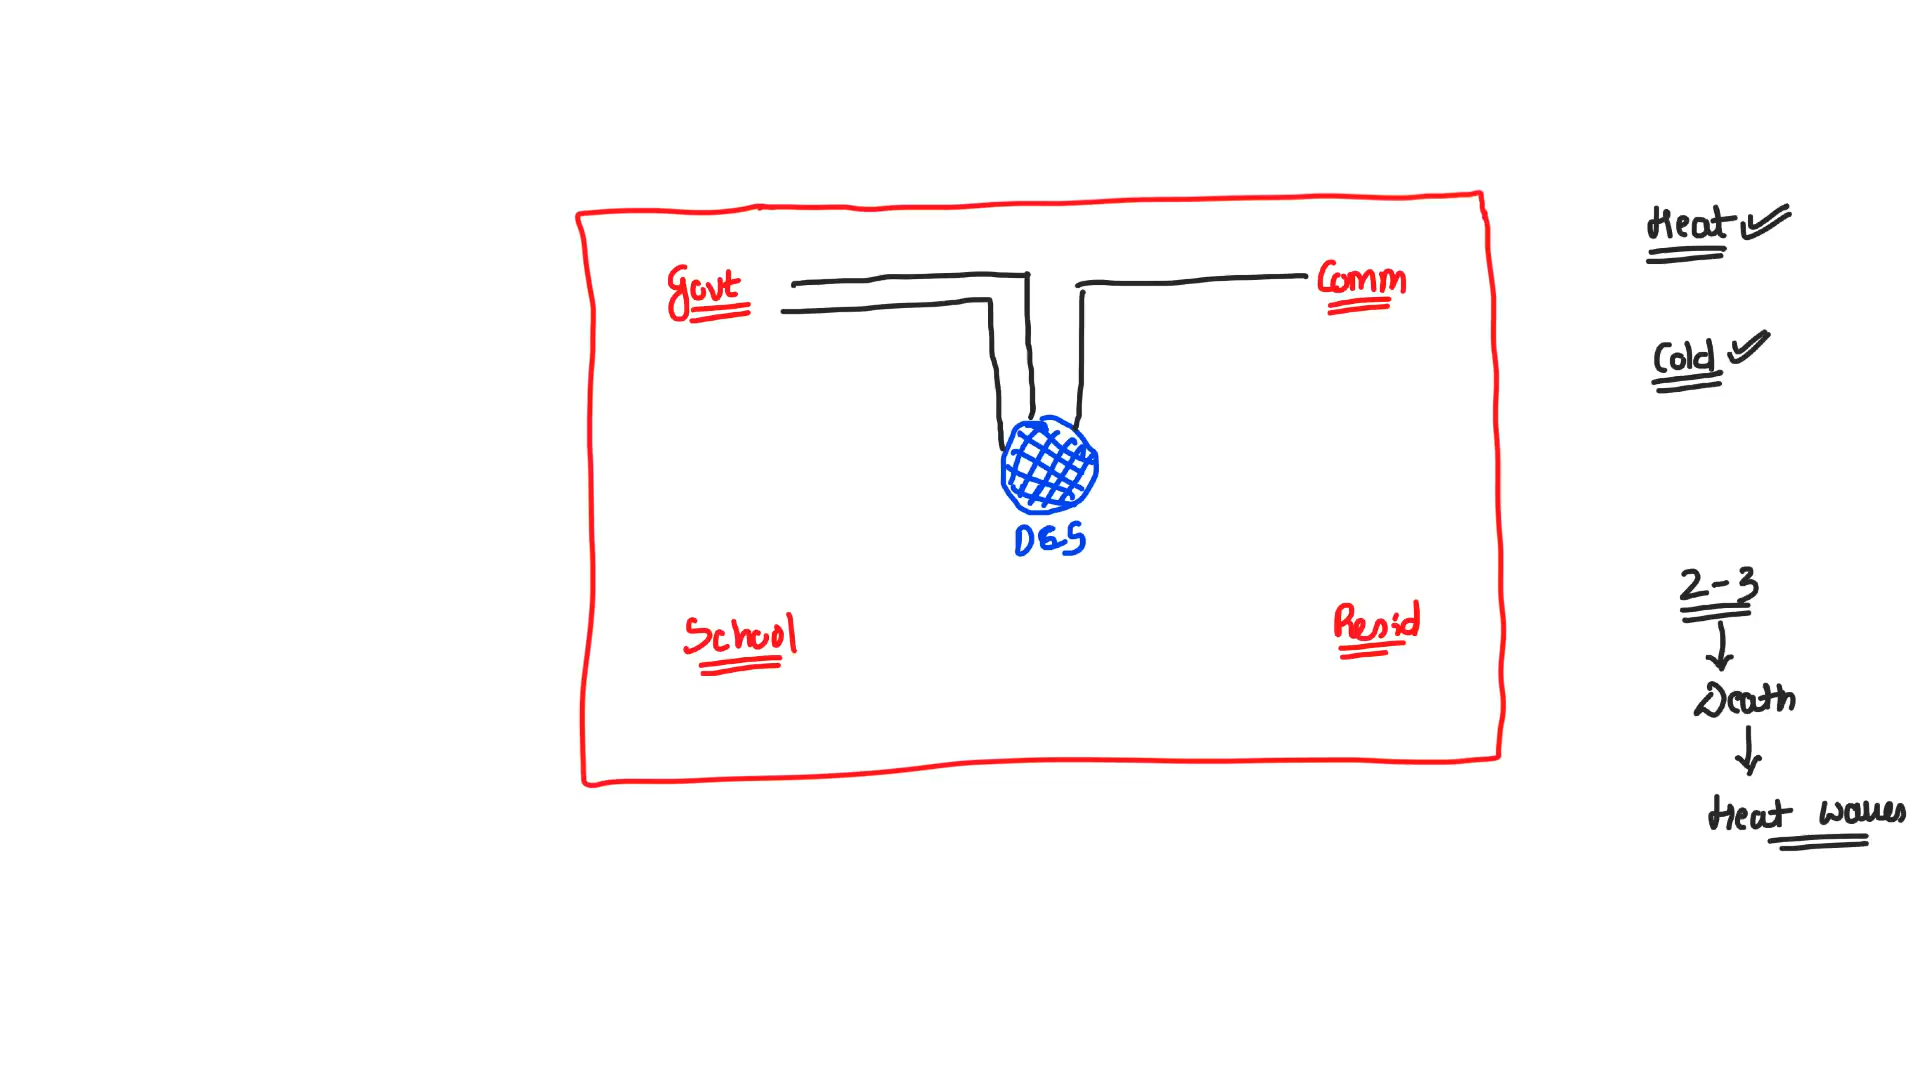 Govt
Comm
Heat
Cold
DES
School
Resid
2-3
Death
Heat waves